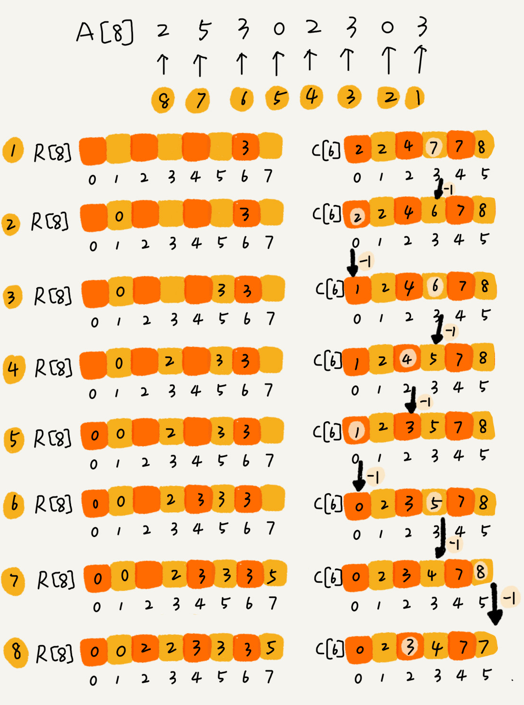 A[8] 2 5 3 0 2 3 0 3
8 7 6 5 4 3 2 1
1 R[8] 3 C[6] 2 2 4 7 7 8
0 1 2 3 4 5 6 7 0 1 2 3 4 5
-1
2 R[8] 0 3 C[6] 2 2 4 6 7 8
0 1 2 3 4 5 6 7 0 1 2 3 4 5
-1
3 R[8] 0 3 3 C[6] 1 2 4 6 7 8
0 1 2 3 4 5 6 7 0 1 2 3 4 5
-1
4 R[8] 0 2 3 3 C[6] 1 2 4 5 7 8
0 1 2 3 4 5 6 7 0 1 2 3 4 5
-1
5 R[8] 0 0 2 3 3 C[6] 1 2 3 5 7 8
0 1 2 3 4 5 6 7 0 1 2 3 4 5
-1
6 R[8] 0 0 2 3 3 3 C[6] 0 2 3 5 7 8
0 1 2 3 4 5 6 7 0 1 2 3 4 5
-1
7 R[8] 0 0 2 3 3 3 5 C[6] 0 2 3 4 7 8
0 1 2 3 4 5 6 7 0 1 2 3 4 5
-1
8 R[8] 0 0 2 2 3 3 3 5 C[6] 0 2 3 4 7 7
0 1 2 3 4 5 6 7 0 1 2 3 4 5